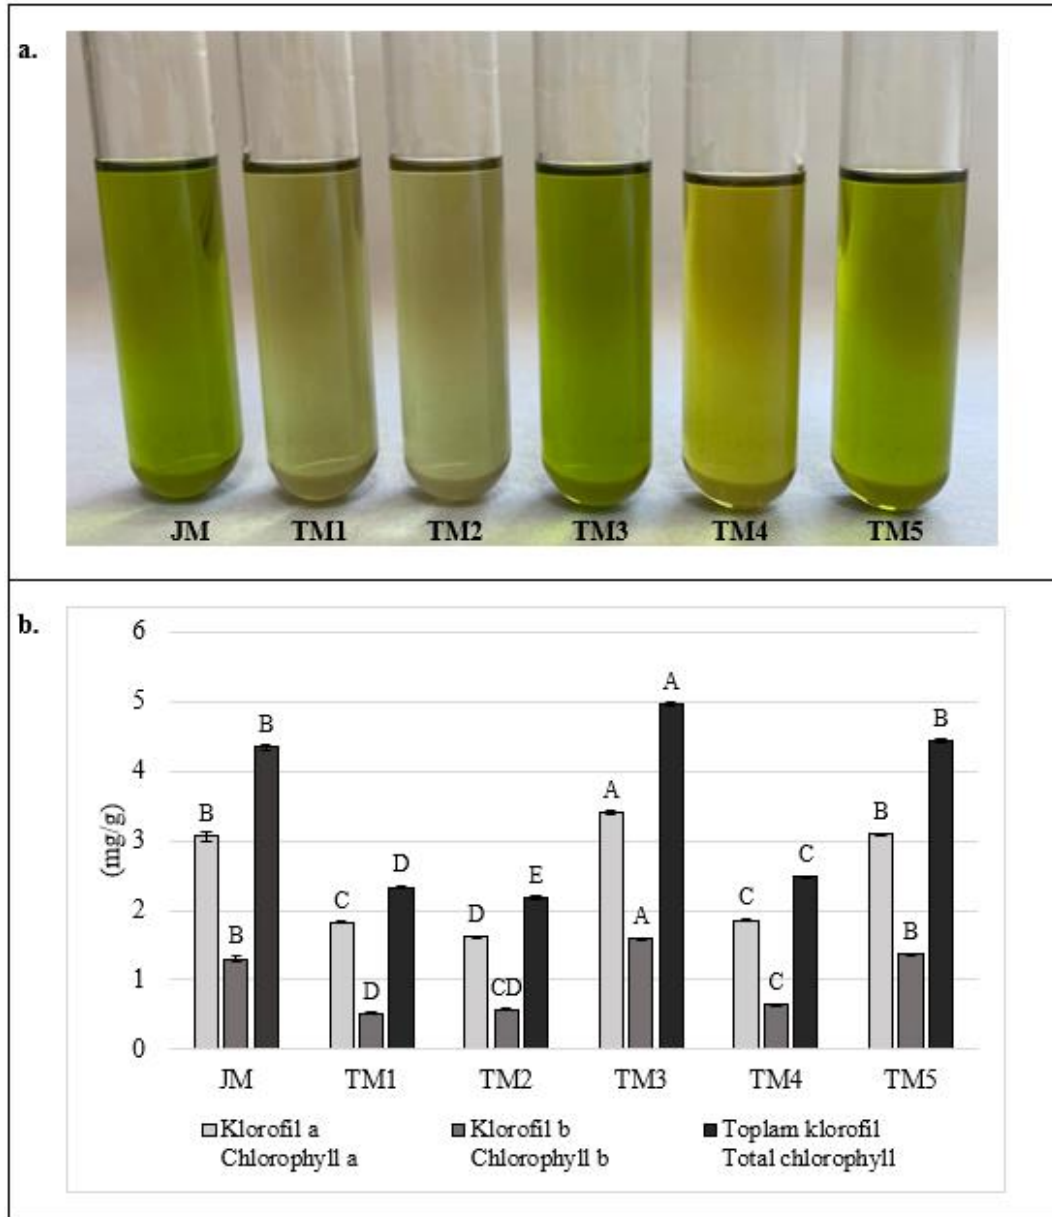 a.
JM TM1 TM2 TM3 TM4 TM5
b.
6
5
4
3
2
1
0
(mg/g)
B B B
C D D
D CD E
A A A
C C C
B B B
JM TM1 TM2 TM3 TM4 TM5
Klorofil a
Chlorophyll a
Klorofil b
Chlorophyll b
Toplam klorofil
Total chlorophyll